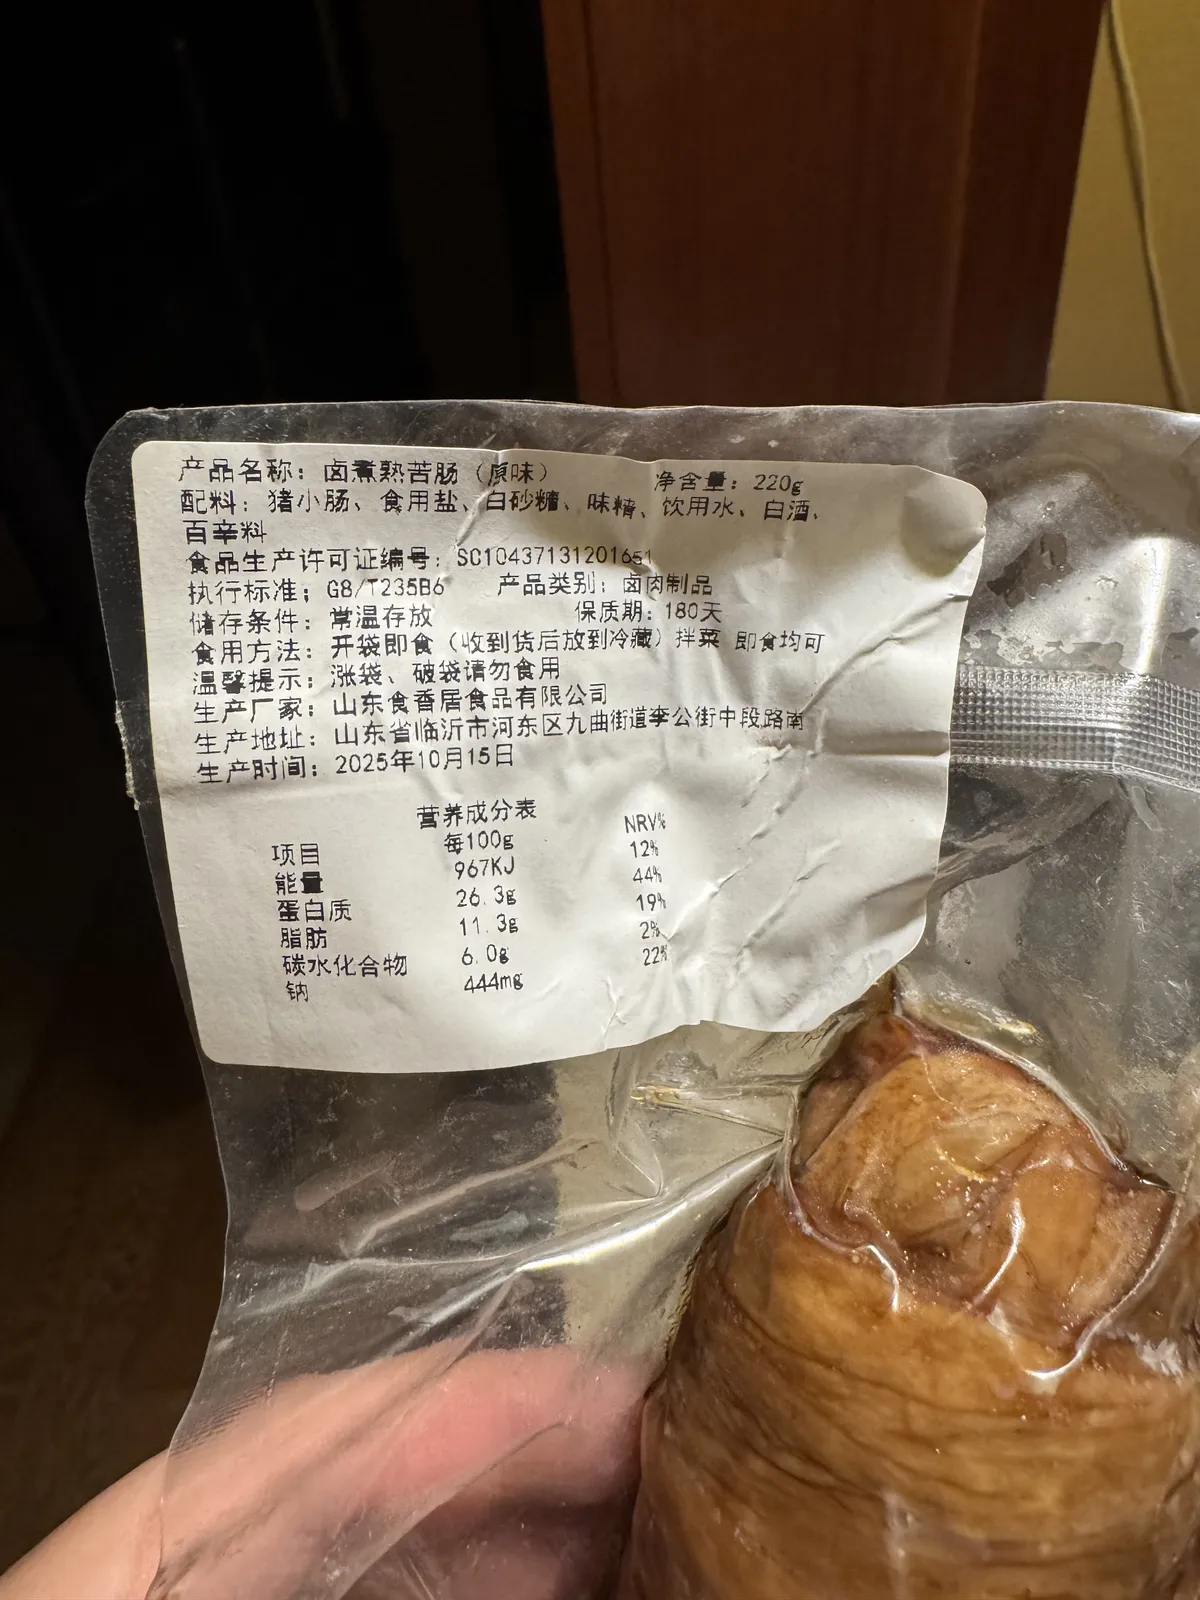 产品名称：卤煮熟苦肠（原味） 净含量：220g
配料：猪小肠、食用盐、白砂糖、味精、饮用水、白酒、
百辛料
食品生产许可证编号：SC10437131201651
执行标准；GB/T235B6 产品类别：卤肉制品
储存条件：常温存放 保质期：180天
食用方法：开袋即食（收到货后放到冷藏）拌菜 即食均可
温馨提示：涨袋、破袋请勿食用
生产厂家：山东食香居食品有限公司
生产地址：山东省临沂市河东区九曲街道李公街中段路南
生产时间：2025年10月15日
营养成分表
项目 每100g NRV%
能量 967KJ 12%
蛋白质 26.3g 44%
脂肪 11.3g 19%
碳水化合物 6.0g 2%
钠 444mg 22%